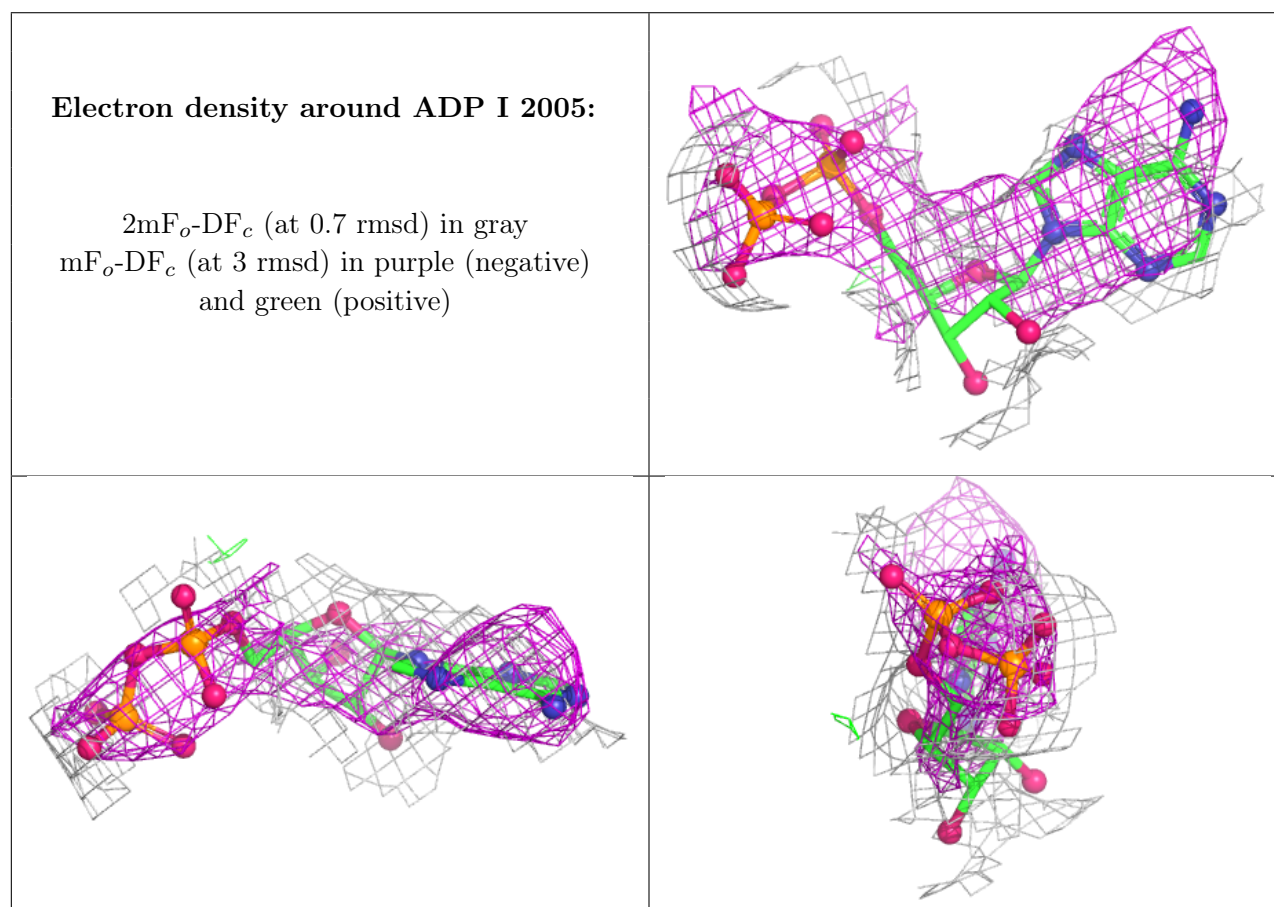 Electron density around ADP I 2005:
2mFₒ-DF𝒸 (at 0.7 rmsd) in gray
mFₒ-DF𝒸 (at 3 rmsd) in purple (negative)
and green (positive)